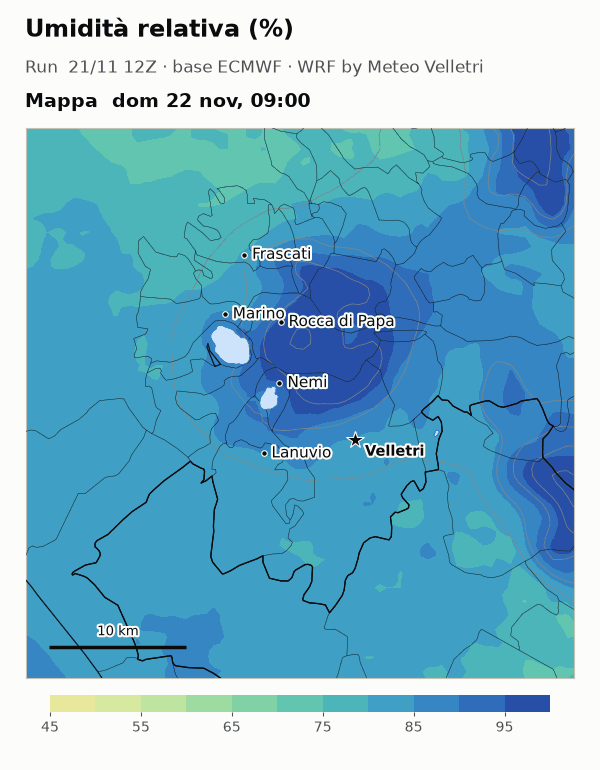 Umidità relativa (%)
Run  21/11 12Z · base ECMWF · WRF by Meteo Velletri
Mappa  dom 22 nov, 09:00
Frascati
Marino
Rocca di Papa
Nemi
Velletri
Lanuvio
10 km
45 55 65 75 85 95